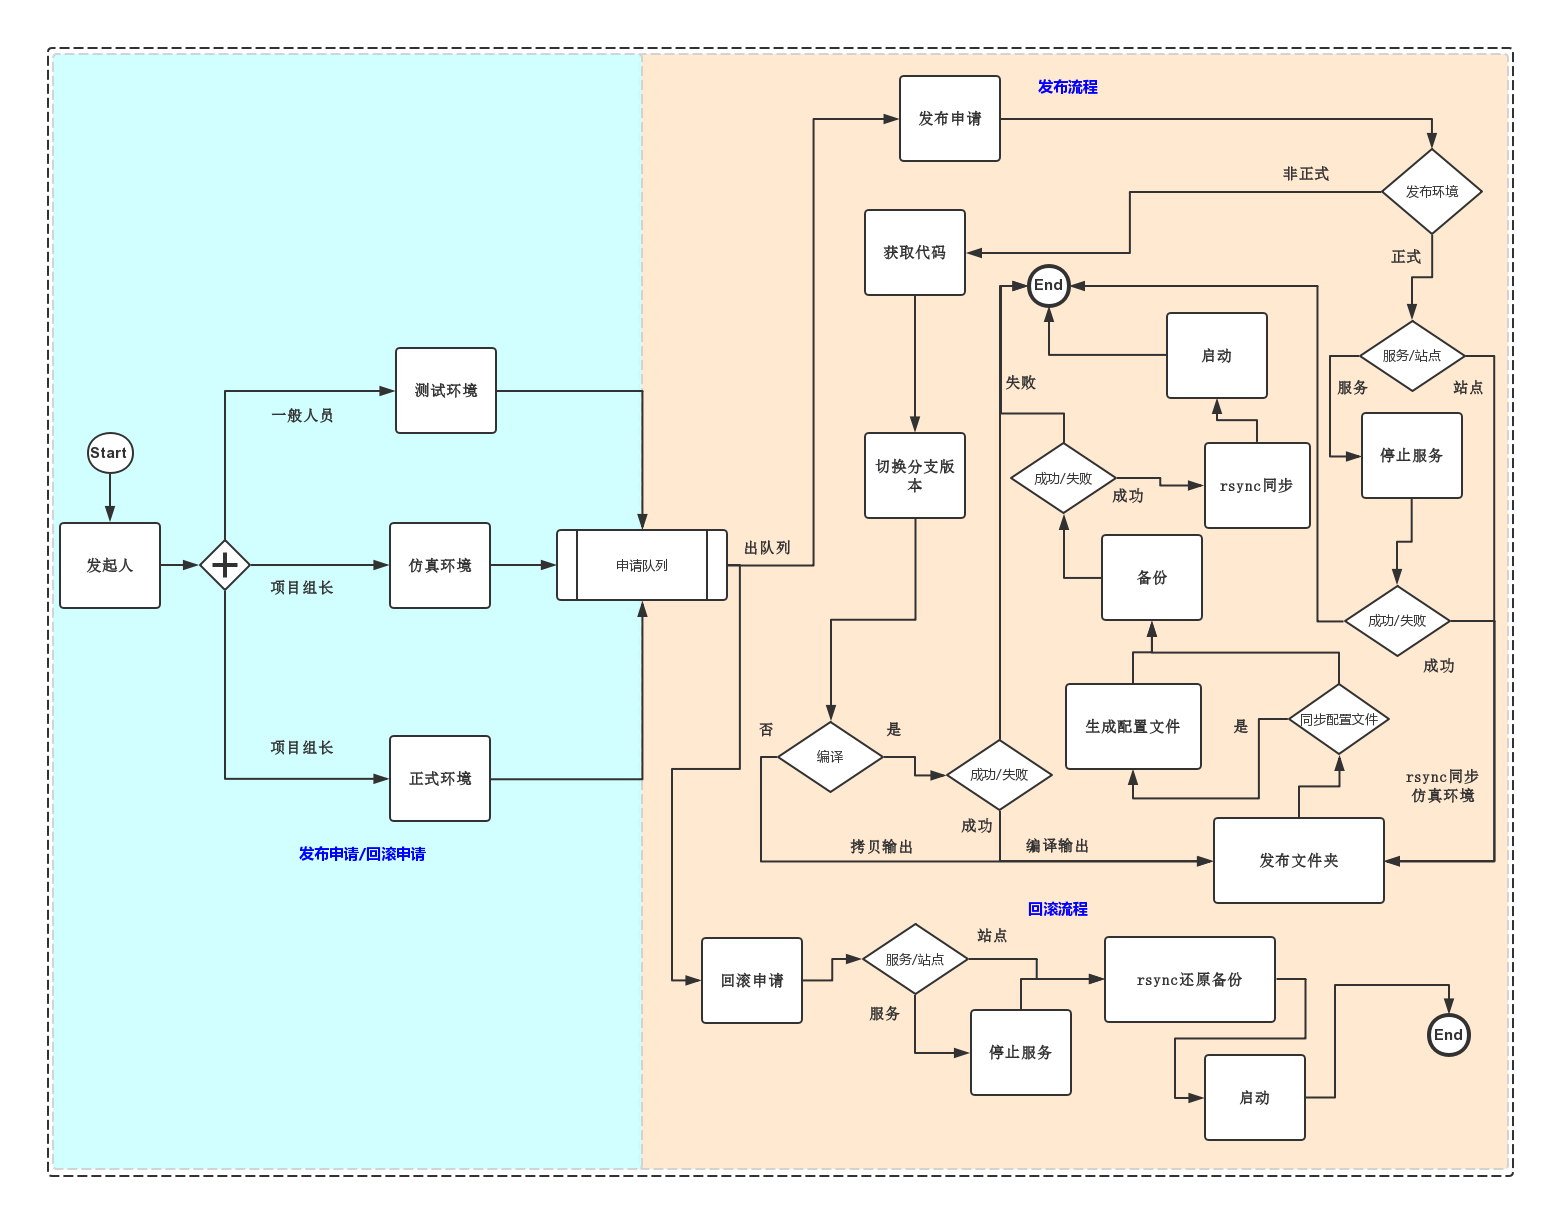 发布流程
发布申请
非正式
发布环境
获取代码
正式
End
启动
服务/站点
失败
服务
站点
测试环境
一般人员
Start
停止服务
切换分支版
本
成功/失败
成功
rsync同步
发起人
项目组长
仿真环境
申请队列
出队列
备份
成功/失败
成功
项目组长
正式环境
否
是
编译
成功/失败
生成配置文件
是
同步配置文件
rsync同步
仿真环境
成功
拷贝输出
编译输出
发布文件夹
发布申请/回滚申请
回滚流程
回滚申请
服务/站点
站点
服务
停止服务
rsync还原备份
启动
End